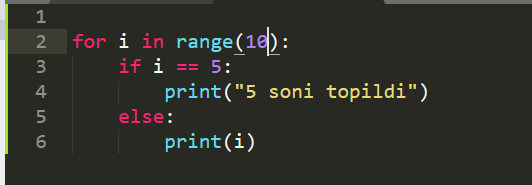 1
2 for i in range(10):
3     if i == 5:
4         print("5 soni topildi")
5     else:
6         print(i)